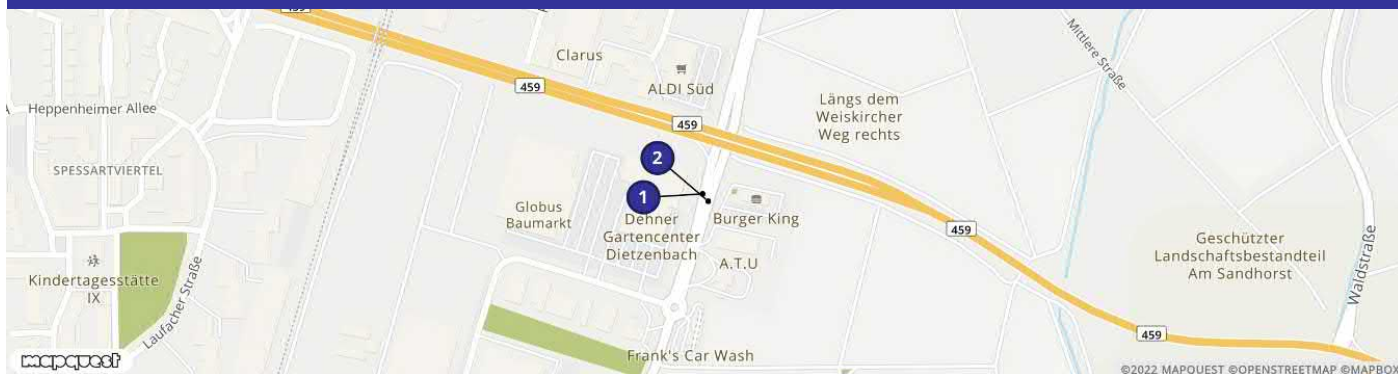 459
Clarus
ALDI Süd
Mittlere Straße
459
Heppenheimer Allee
Längs dem
Weiskircher
Weg rechts
459
SPESSARTVIERTEL
2
1
Globus
Baumarkt
Dehner
Gartencenter
Dietzenbach
Burger King
459
Geschützter
Landschaftsbestandteil
Am Sandhorst
Waldstraße
A.T.U
Kindertagesstätte
IX
Laufacher Straße
459
Frank's Car Wash
mapquest
©2022 MAPQUEST ©OPENSTREETMAP ©MAPBOX